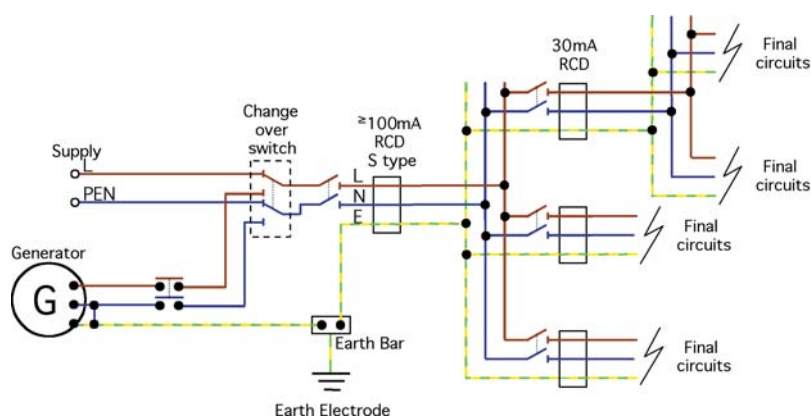 30mA
RCD
Final
circuits
Change
over
switch
≥100mA
RCD
S type
Supply
L
PEN
L
N
E
Final
circuits
Final
circuits
Generator
G
Earth Bar
Final
circuits
Earth Electrode